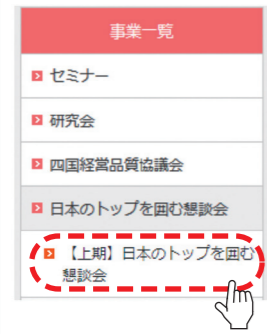 事業一覧
セミナー
研究会
四国経営品質協議会
日本のトップを囲む懇談会
【上期】日本のトップを囲む
懇談会